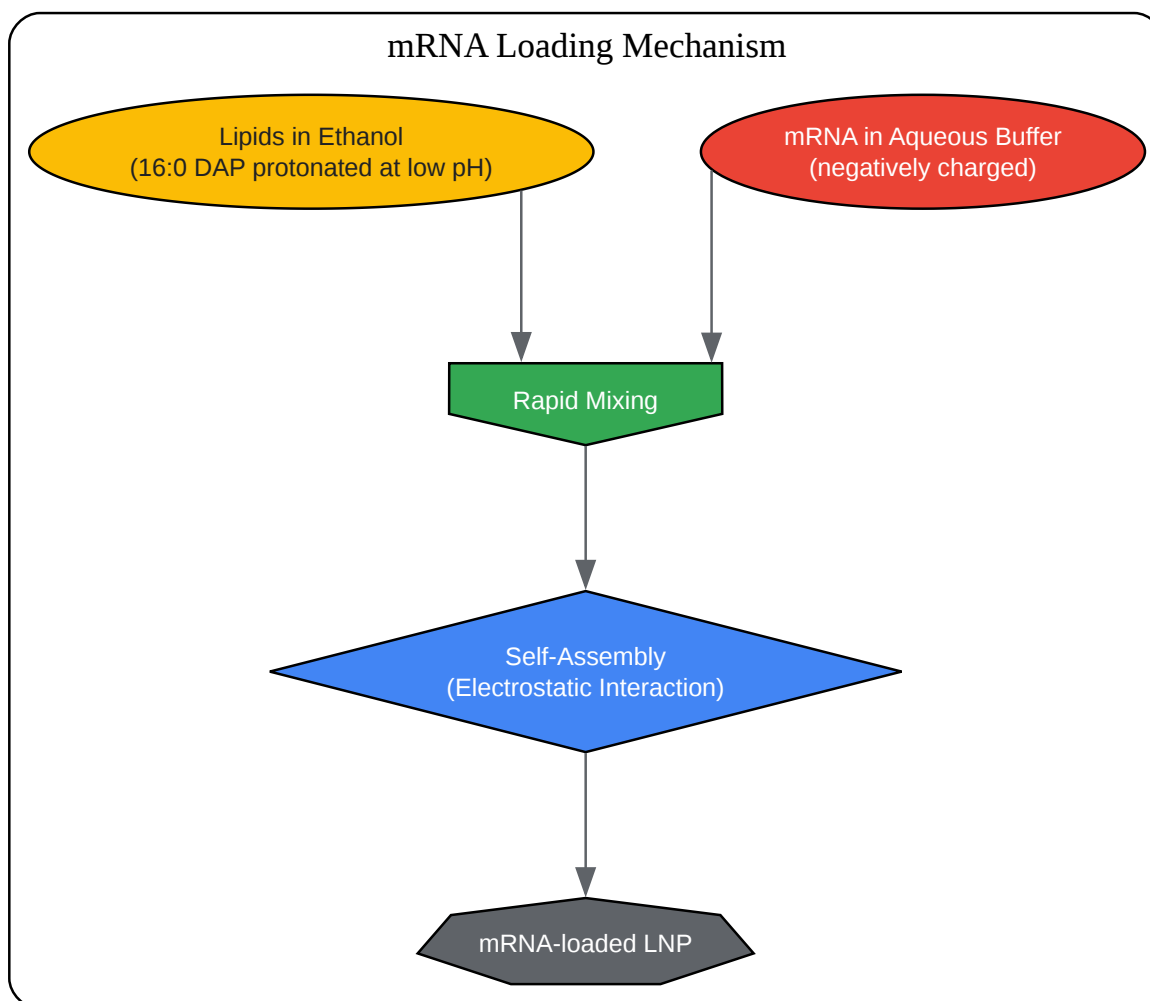 mRNA Loading Mechanism
Lipids in Ethanol
(16:0 DAP protonated at low pH)
mRNA in Aqueous Buffer
(negatively charged)
Rapid Mixing
Self-Assembly
(Electrostatic Interaction)
mRNA-loaded LNP